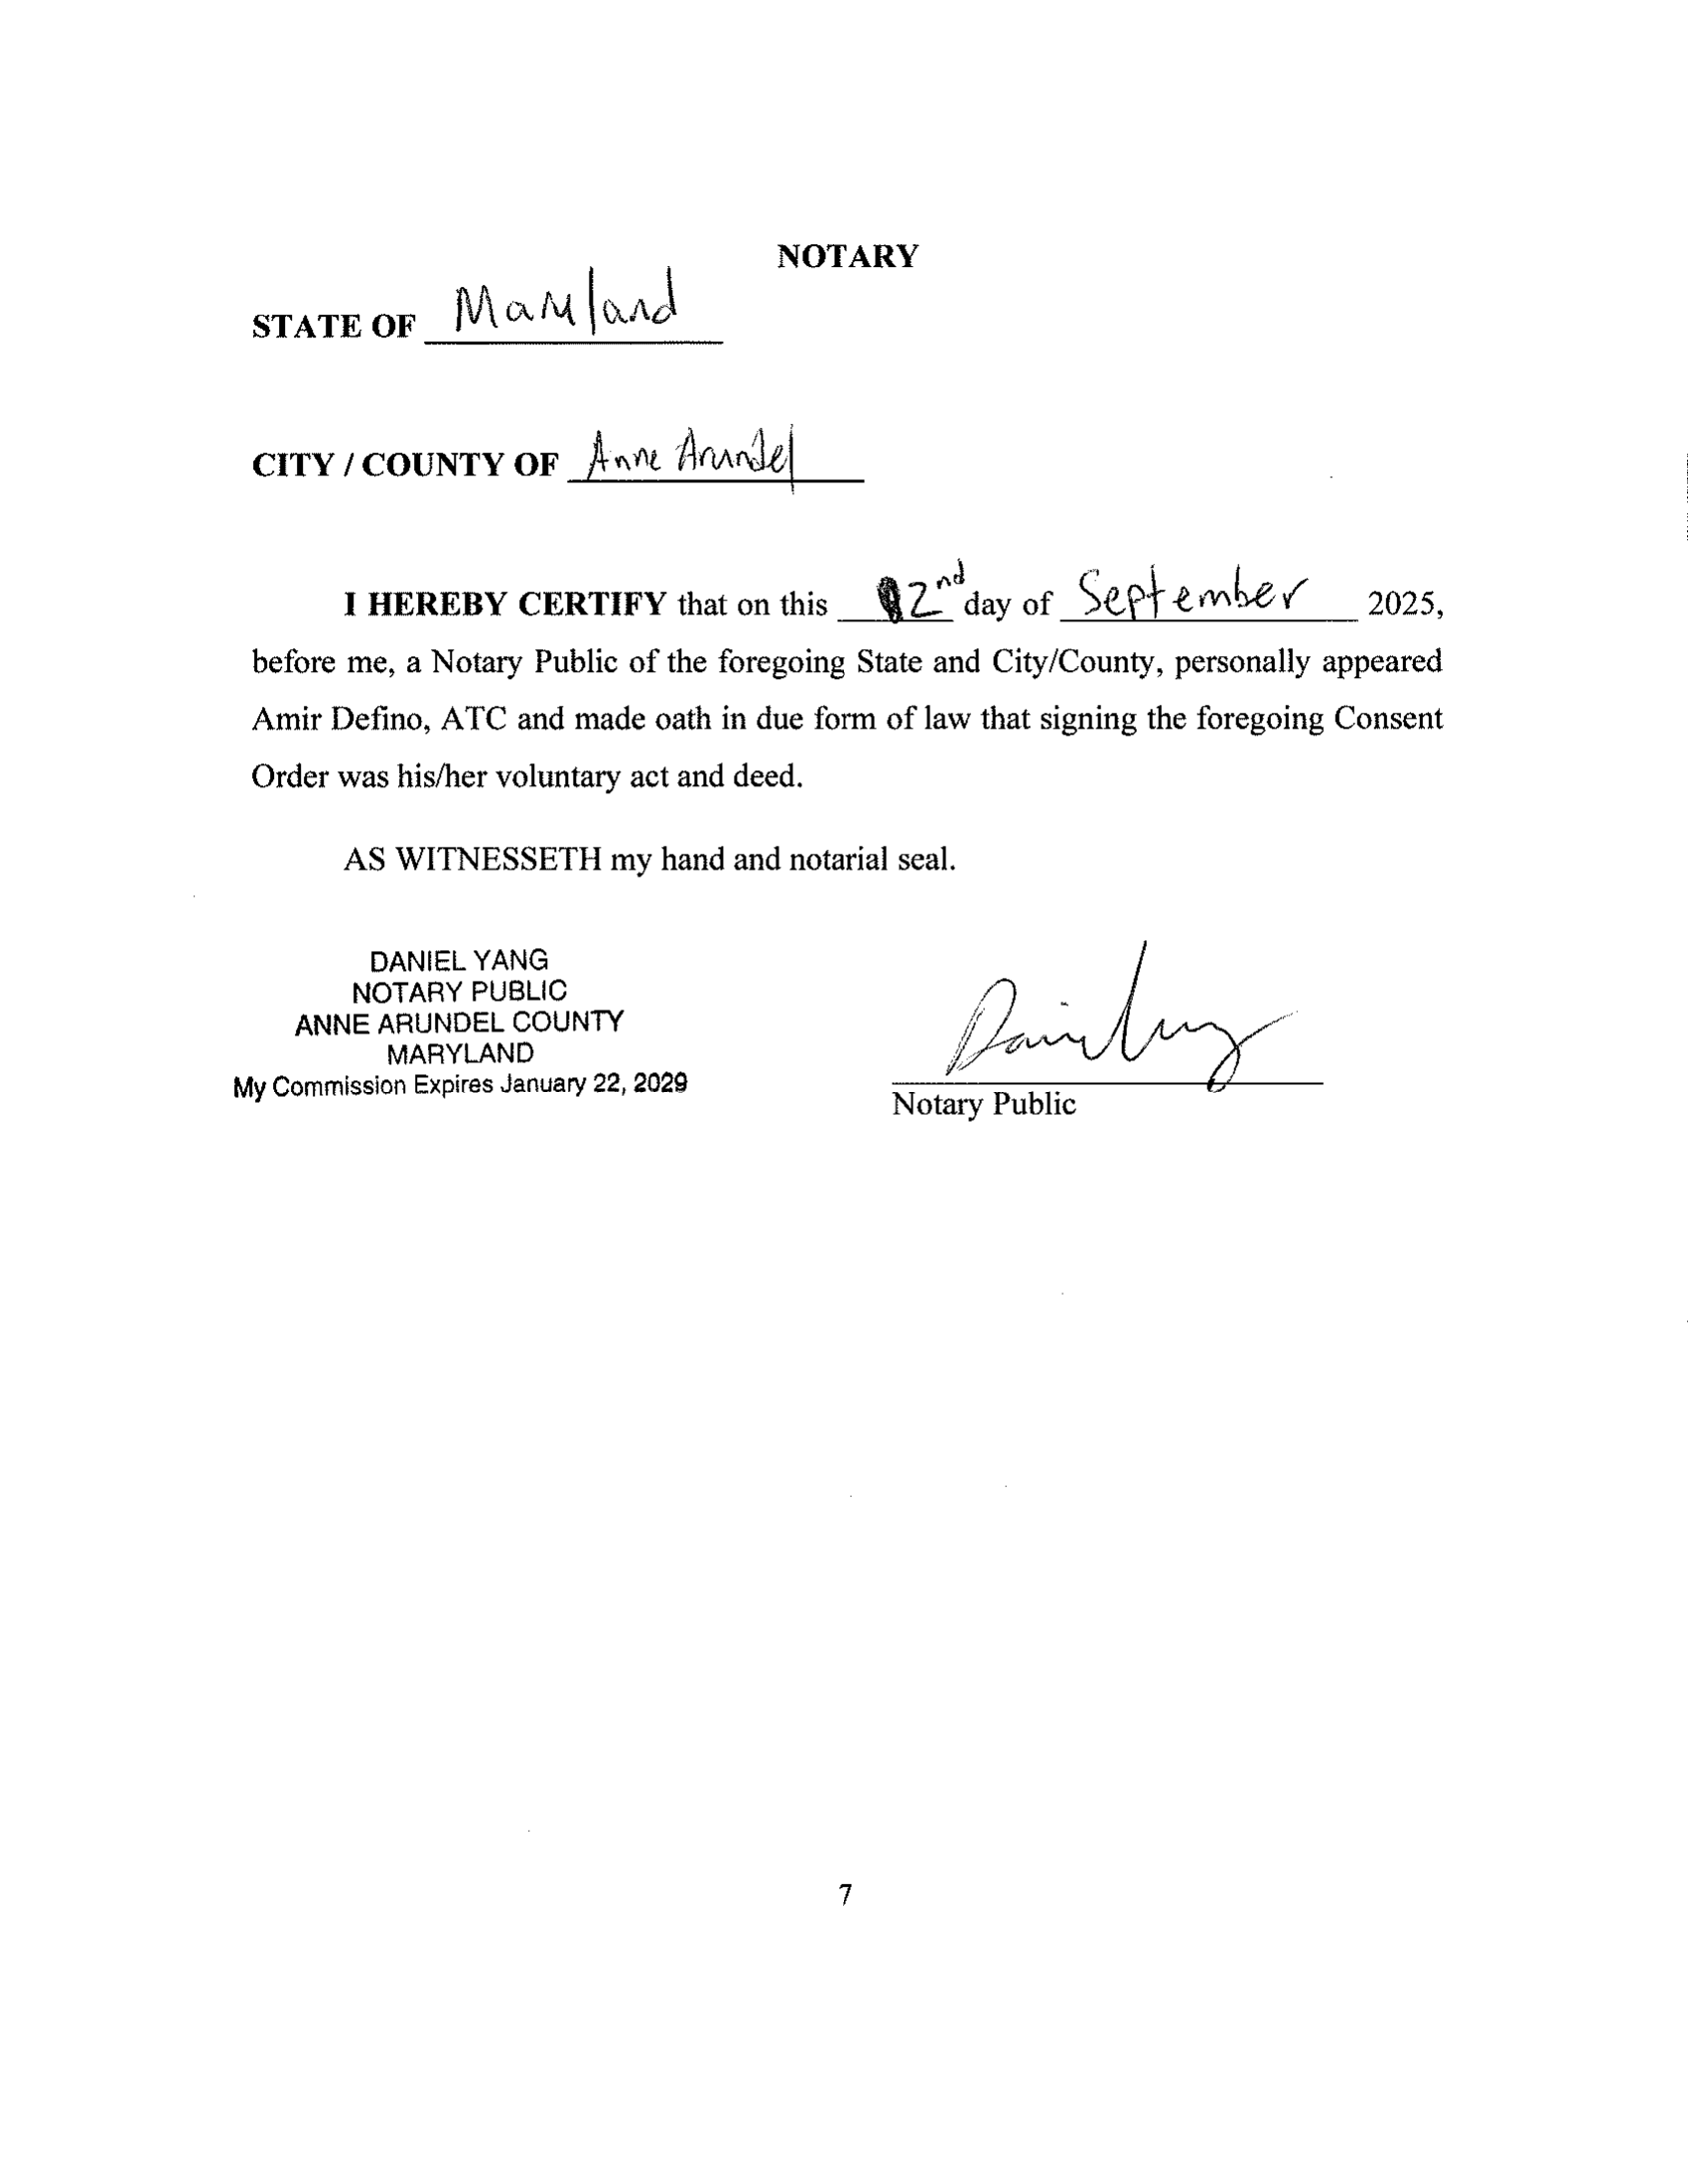 NOTARY
STATE OF Maryland
CITY / COUNTY OF Anne Arundel
I HEREBY CERTIFY that on this 2nd day of September 2025,
before me, a Notary Public of the foregoing State and City/County, personally appeared
Amir Defino, ATC and made oath in due form of law that signing the foregoing Consent
Order was his/her voluntary act and deed.
AS WITNESSETH my hand and notarial seal.
DANIEL YANG
NOTARY PUBLIC
ANNE ARUNDEL COUNTY
MARYLAND
My Commission Expires January 22, 2029
Notary Public
7